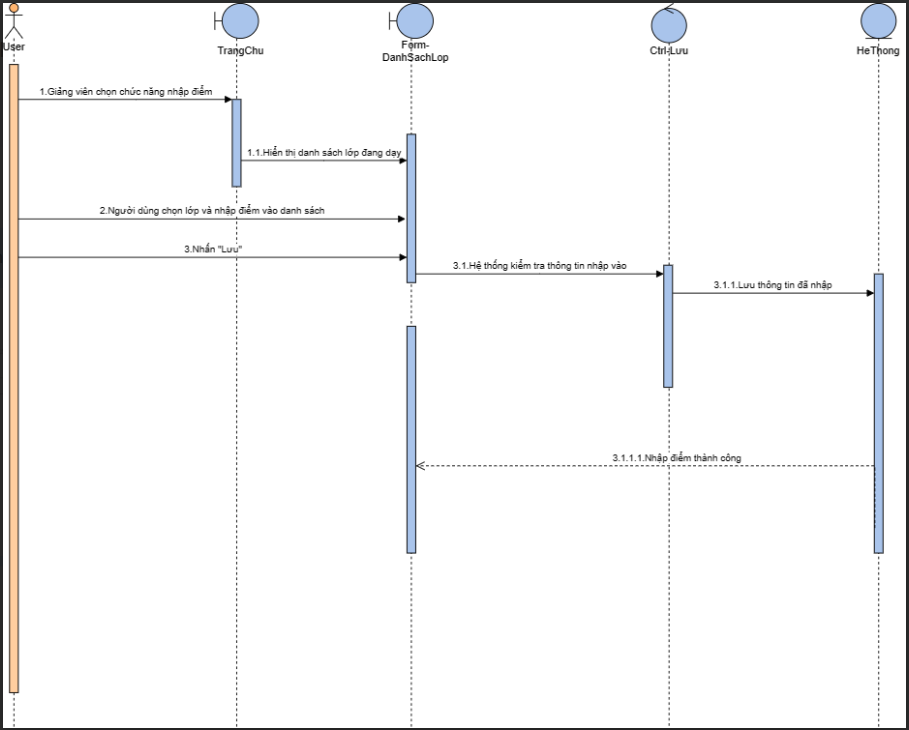 User
TrangChu
Form-
DanhSachLop
Ctrl-Lưu
HeThong
1.Giảng viên chọn chức năng nhập điểm
1.1.Hiển thị danh sách lớp đang dạy
2.Người dùng chọn lớp và nhập điểm vào danh sách
3.Nhấn "Lưu"
3.1.Hệ thống kiểm tra thông tin nhập vào
3.1.1.Lưu thông tin đã nhập
3.1.1.1.Nhập điểm thành công